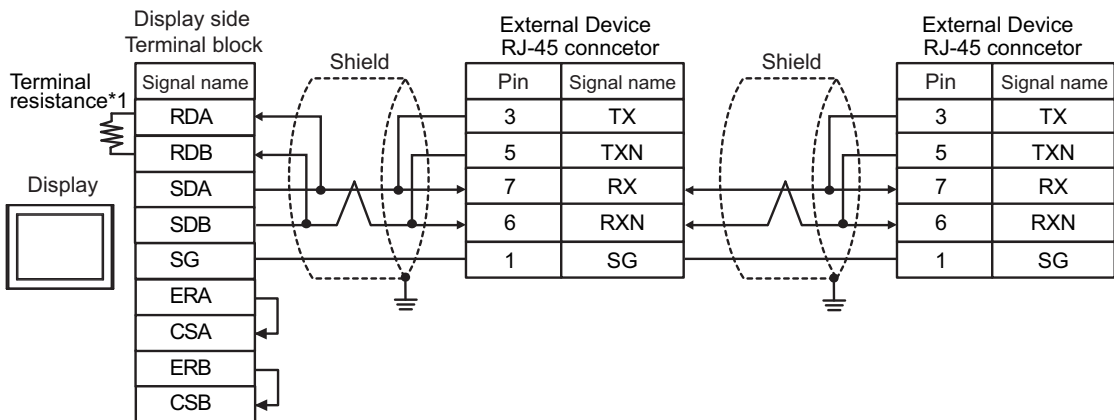 Display side
Terminal block
Terminal
resistance*1
Display
Signal name
RDA
RDB
SDA
SDB
SG
ERA
CSA
ERB
CSB
Shield
External Device
RJ-45 conncetor
Pin Signal name
3 TX
5 TXN
7 RX
6 RXN
1 SG
Shield
External Device
RJ-45 conncetor
Pin Signal name
3 TX
5 TXN
7 RX
6 RXN
1 SG